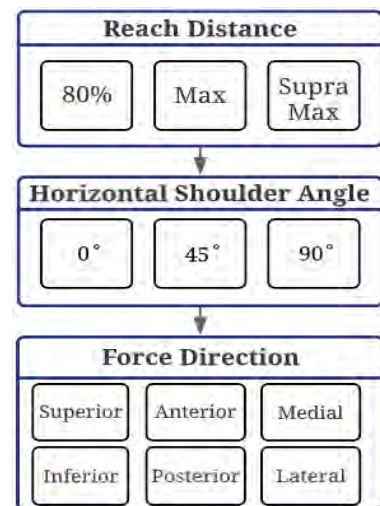 Reach Distance
80% Max Supra Max
Horizontal Shoulder Angle
0° 45° 90°
Force Direction
Superior Anterior Medial
Inferior Posterior Lateral